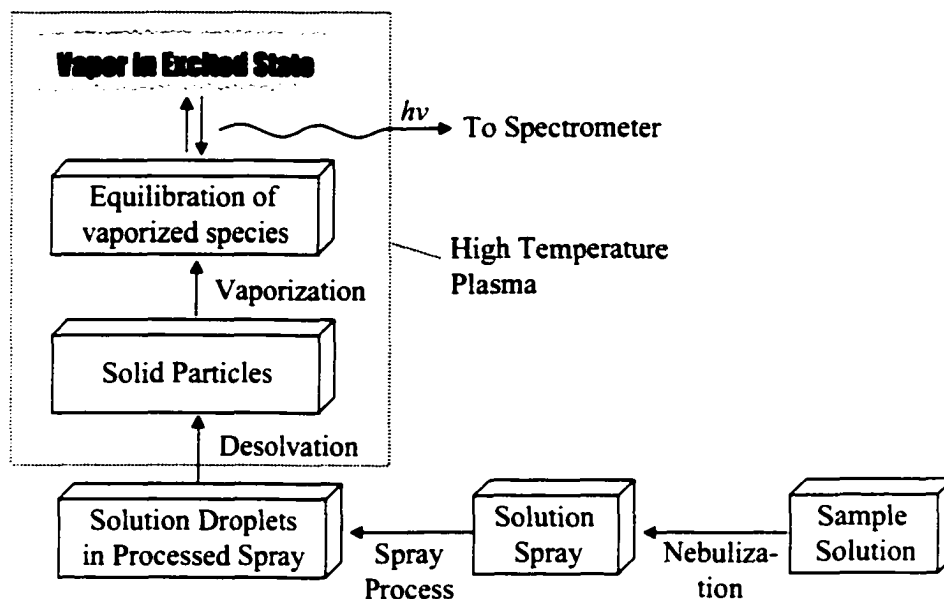 Vapor in Excited State
hν
To Spectrometer
Equilibration of
vaporized species
High Temperature
Plasma
Vaporization
Solid Particles
Desolvation
Solution Droplets
in Processed Spray
Spray
Process
Solution
Spray
Nebuliza-
tion
Sample
Solution